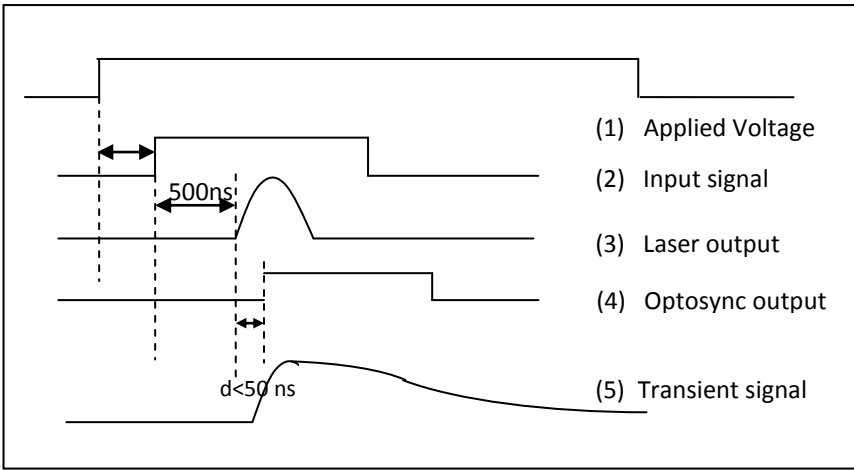 (1) Applied Voltage
500ns
(2) Input signal
(3) Laser output
(4) Optosync output
d<50 ns
(5) Transient signal